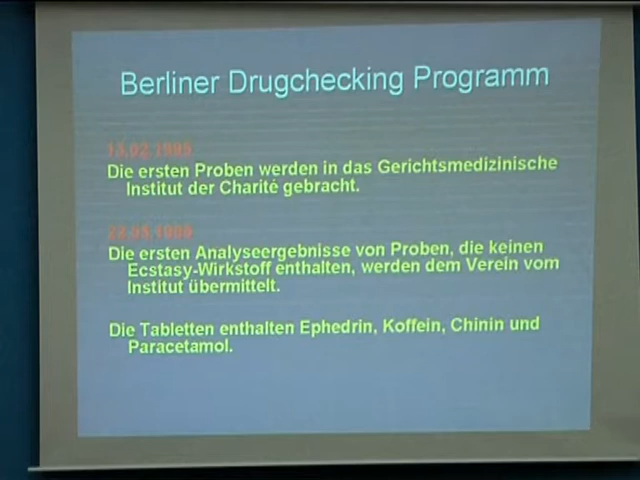 Berliner Drugchecking Programm
Die ersten Proben werden in das Gerichtsmedizinische
Institut der Charité gebracht.
Die ersten Analyseergebnisse von Proben, die keinen
Ecstasy-Wirkstoff enthalten, werden dem Verein vom
Institut übermittelt.
Die Tabletten enthalten Ephedrin, Koffein, Chinin und
Paracetamol.